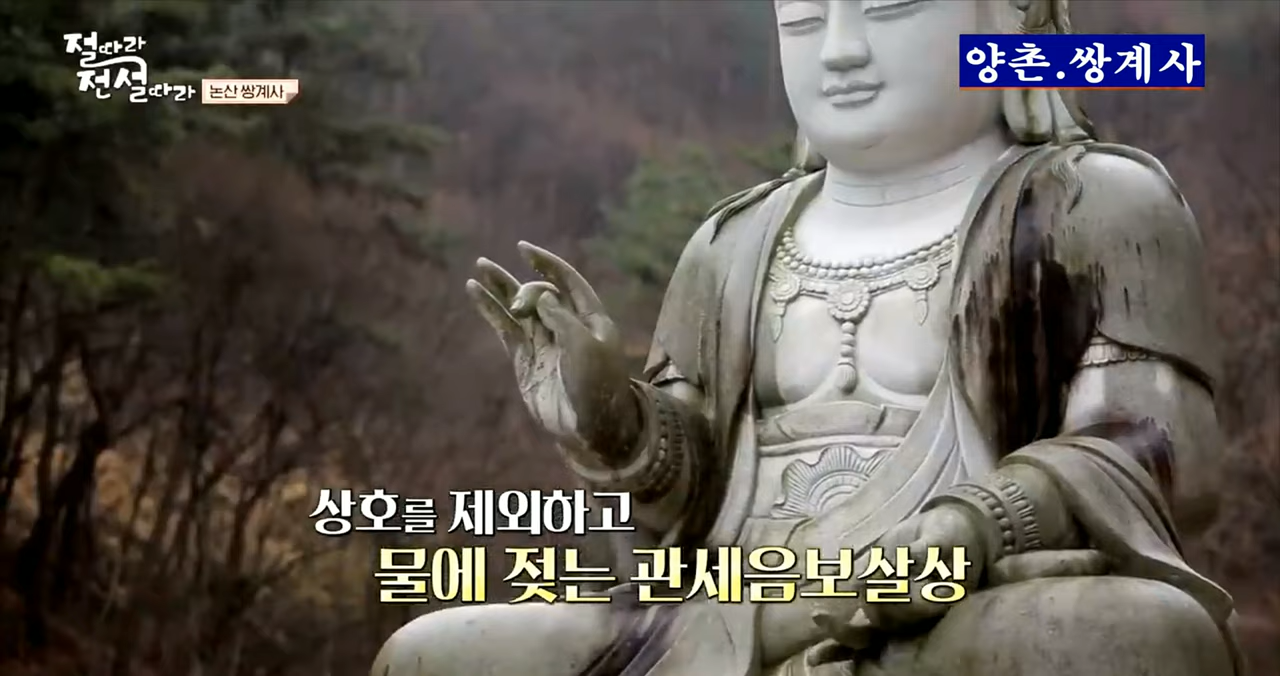 절따라
전설따라
논산 쌍계사
양촌.쌍계사
상호를 제외하고
물에 젖는 관세음보살상